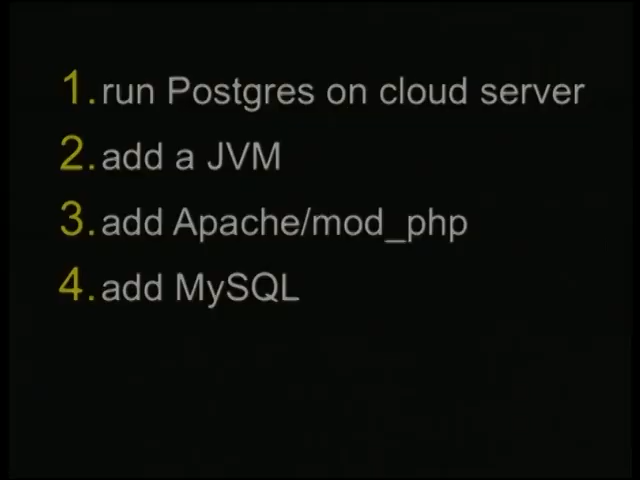 1. run Postgres on cloud server
2. add a JVM
3. add Apache/mod_php
4. add MySQL